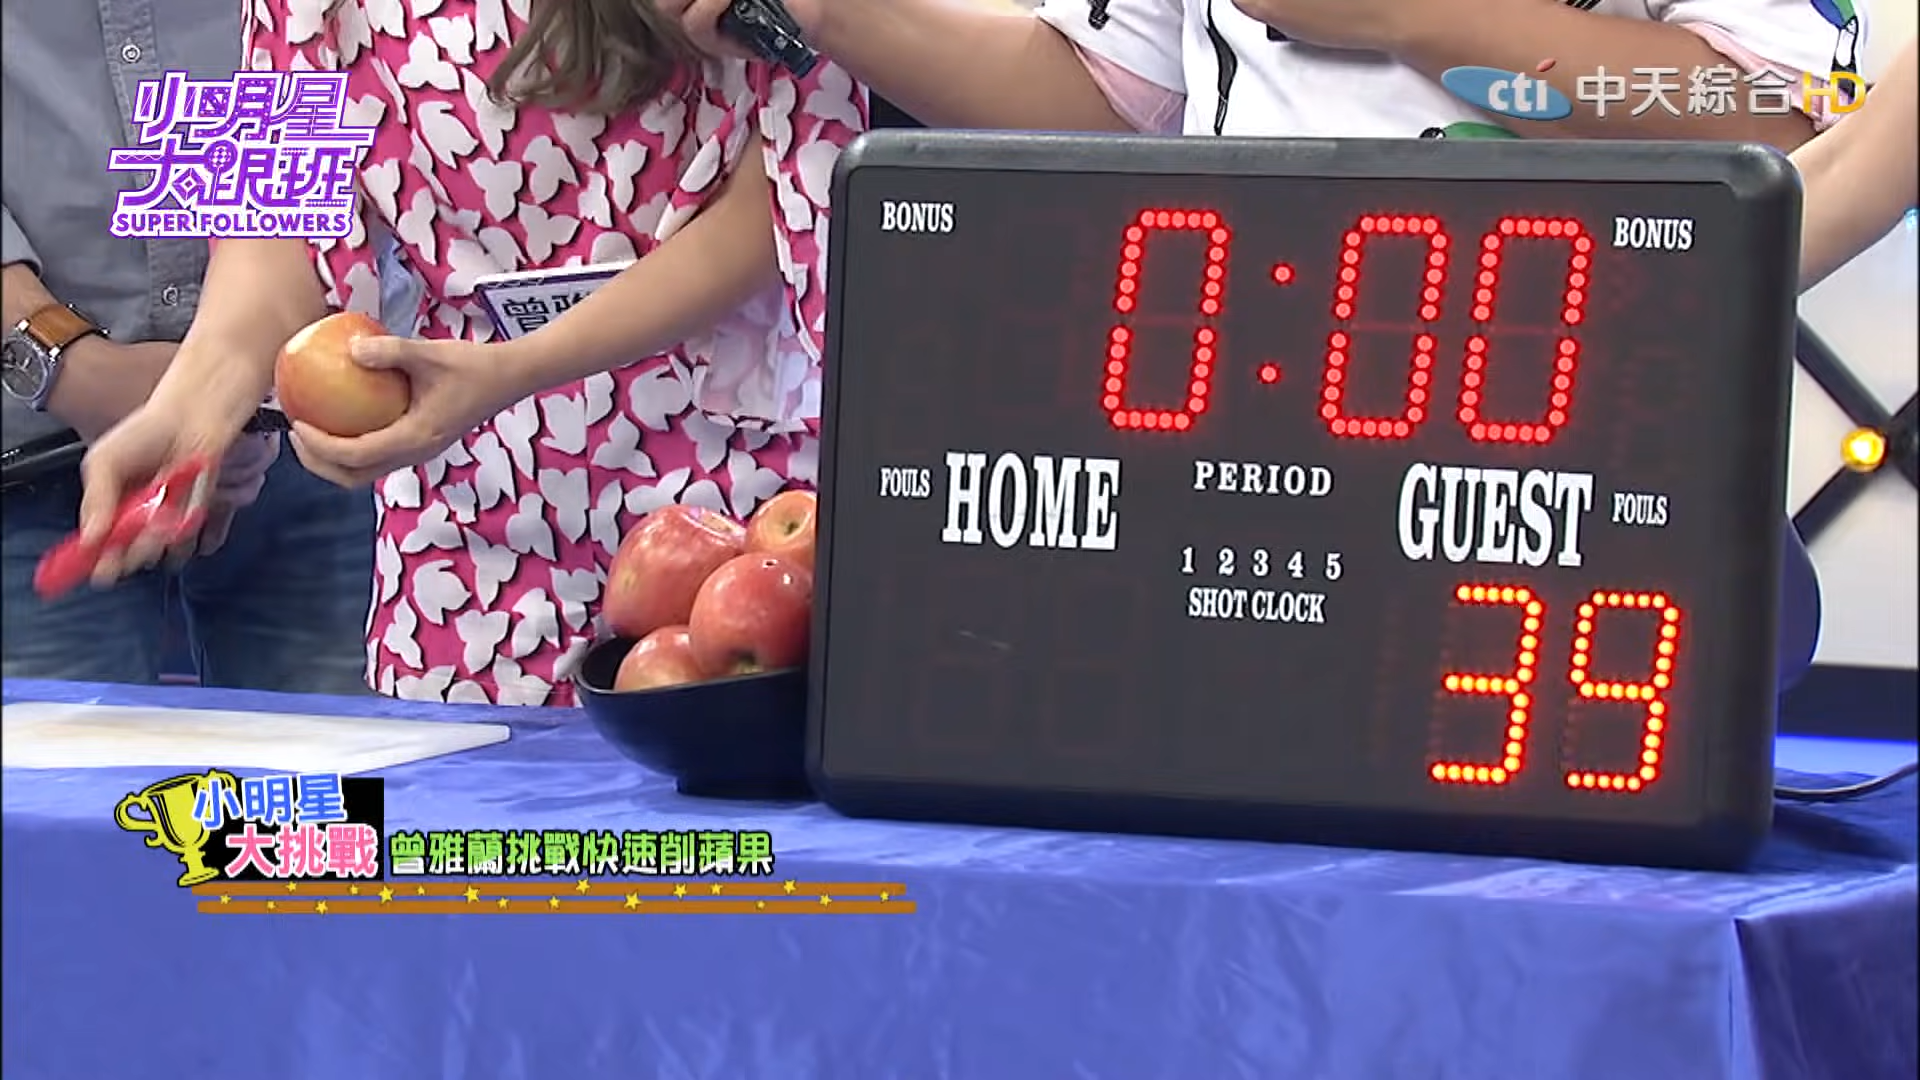 小明星
大跟班
SUPER FOLLOWERS
cti 中天綜合HD
BONUS
0:00
BONUS
曾雅
FOULS
HOME
PERIOD
GUEST
FOULS
1 2 3 4 5
SHOT CLOCK
39
小明星
大挑戰
曾雅蘭挑戰快速削蘋果